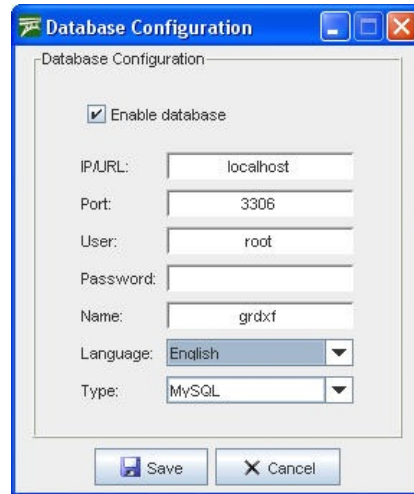 Database Configuration
Database Configuration
Enable database
IP/URL: localhost
Port: 3306
User: root
Password:
Name: grdxf
Language: English
Type: MySQL
Save Cancel